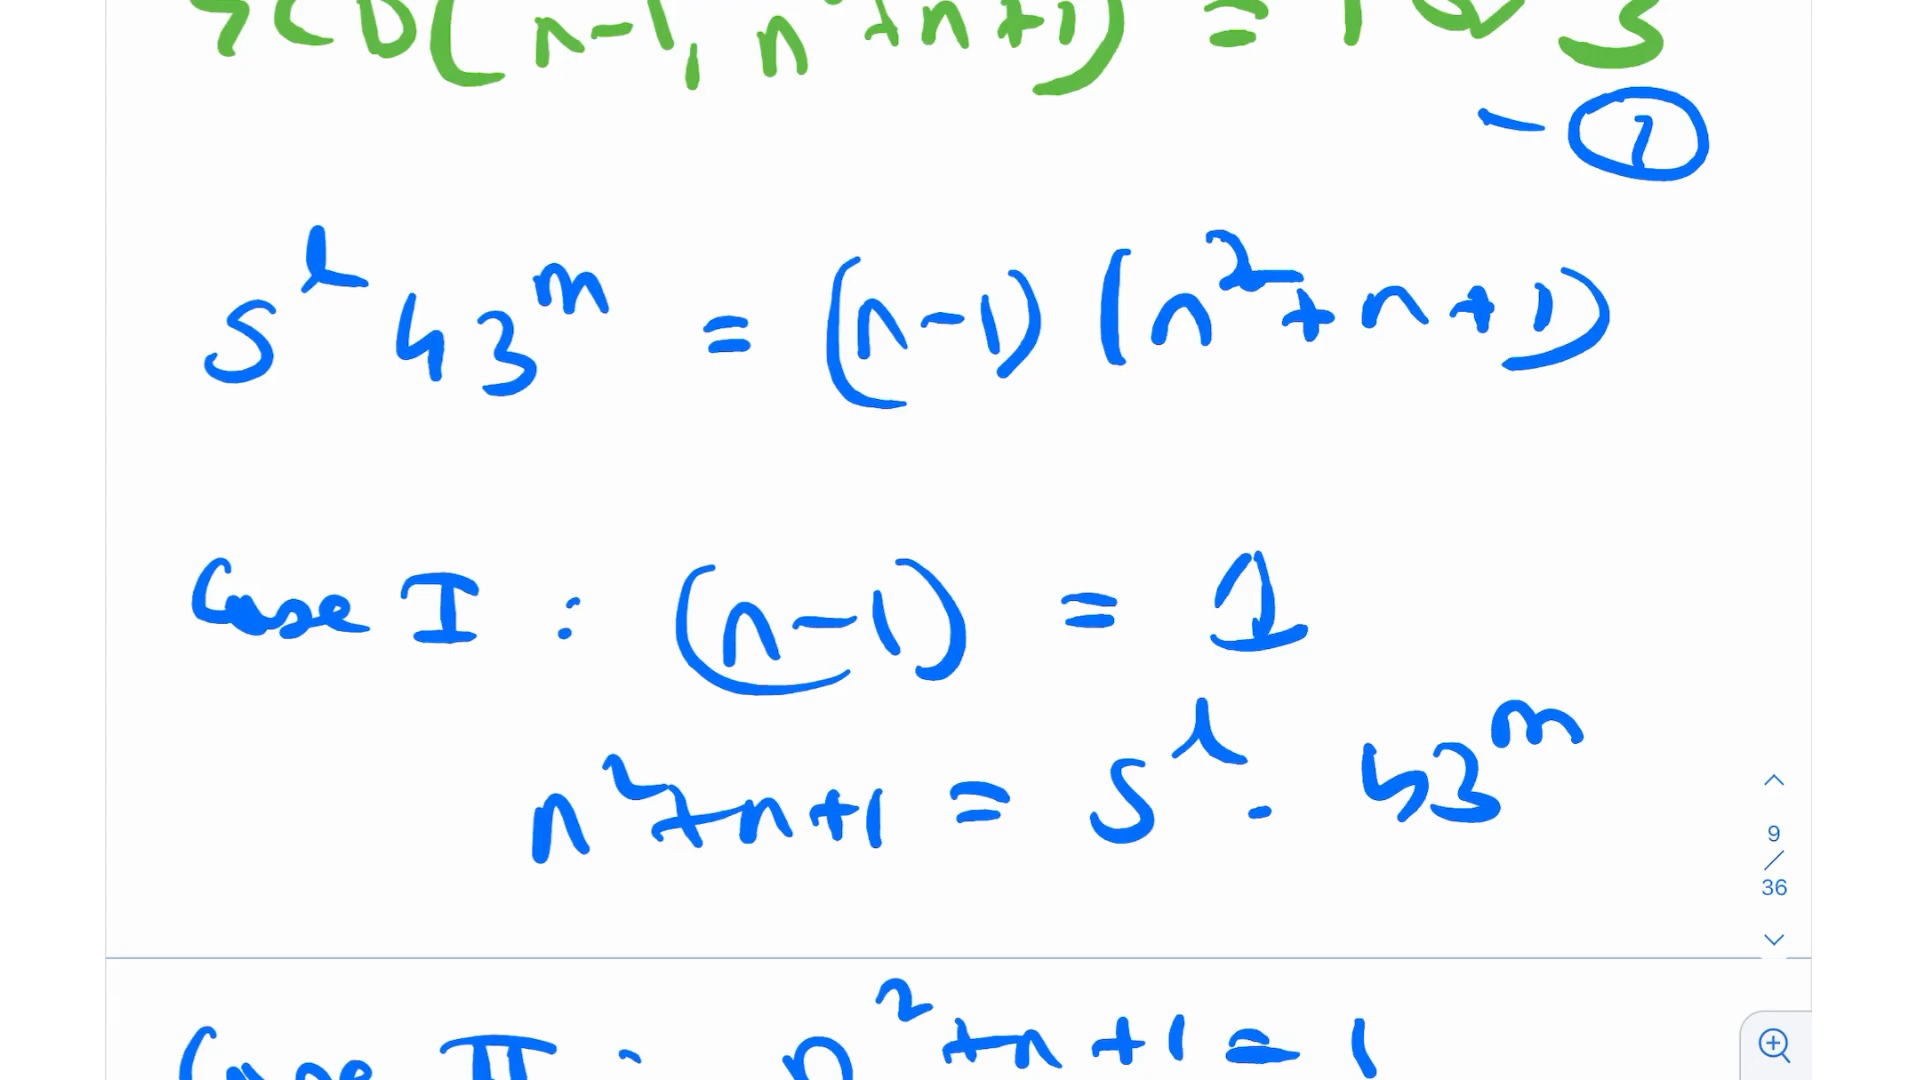 GCD(n-1, n²+n+1) = 1 or 3
- ①
5^l 43^m = (n-1)(n²+n+1)
Case I : (n-1) = 1
n²+n+1 = 5^l . 43^m
9
/
36
Case II : n²+n+1 = 1